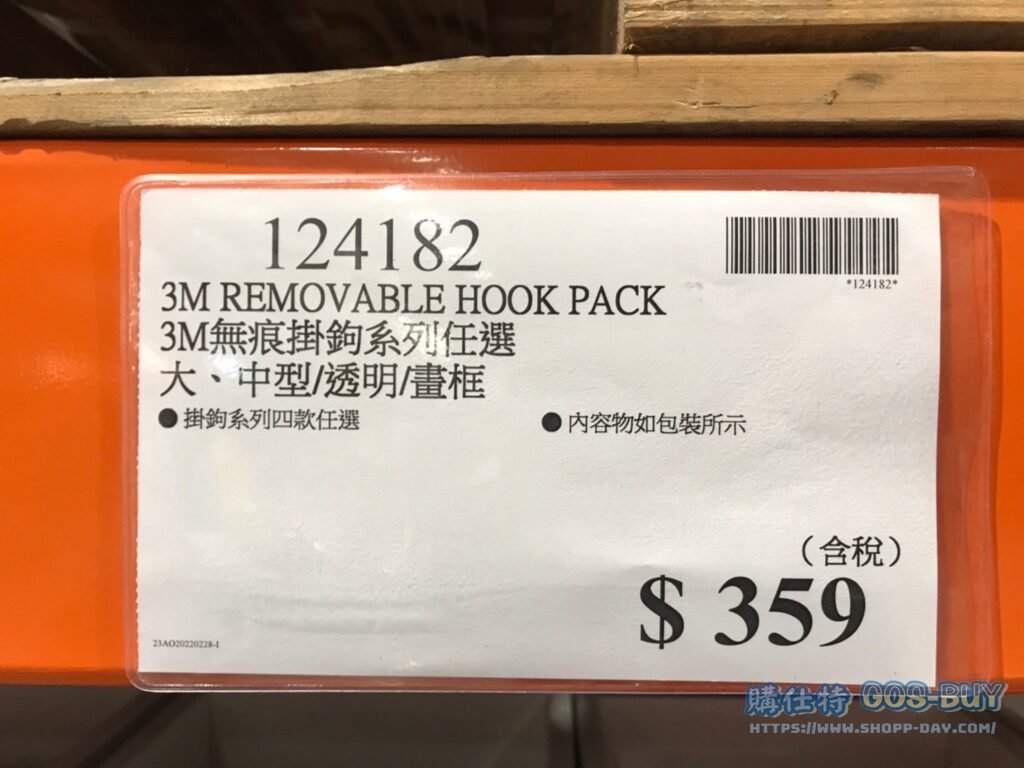 124182
*124182*
3M REMOVABLE HOOK PACK
3M無痕掛鉤系列任選
大、中型/透明/畫框
●掛鉤系列四款任選
●內容物如包裝所示
（含稅）
$ 359
23AO20220228-1
購仕特 GOS-BUY
HTTPS://WWW.SHOPP-DAY.COM/